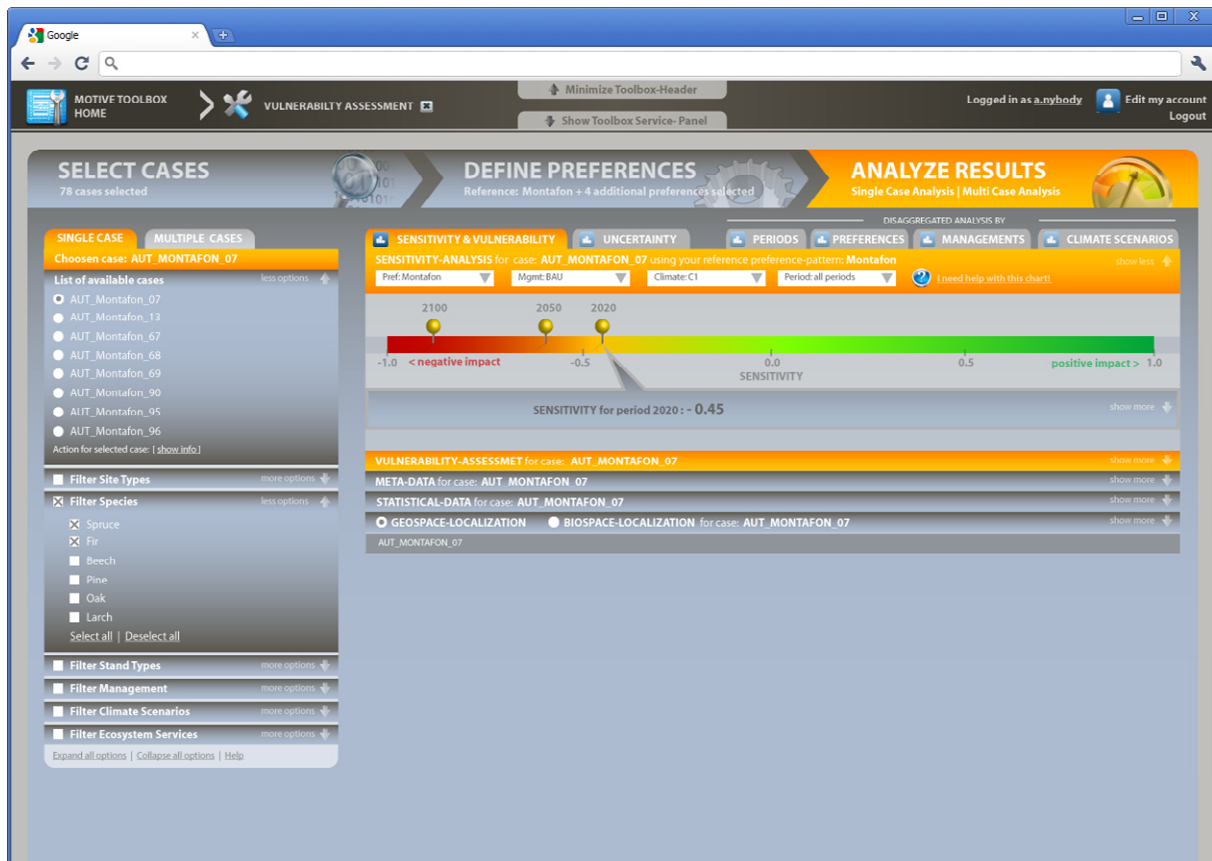 Google
MOTIVE TOOLBOX
HOME
VULNERABILTY ASSESSMENT
Minimize Toolbox-Header
Show Toolbox Service- Panel
Logged in as a.nybody
Edit my account
Logout
SELECT CASES
78 cases selected
DEFINE PREFERENCES
Reference: Montafon + 4 additional preferences selected
ANALYZE RESULTS
Single Case Analysis | Multi Case Analysis
DISAGGREGATED ANALYSIS BY
SINGLE CASE
MULTIPLE CASES
Choosen case: AUT_MONTAFON_07
List of available cases
less options
AUT_Montafon_07
AUT_Montafon_13
AUT_Montafon_67
AUT_Montafon_68
AUT_Montafon_69
AUT_Montafon_90
AUT_Montafon_95
AUT_Montafon_96
Action for selected case: [ show info ]
Filter Site Types more options
Filter Species less options
Spruce
Fir
Beech
Pine
Oak
Larch
Select all | Deselect all
Filter Stand Types more options
Filter Management more options
Filter Climate Scenarios more options
Filter Ecosystem Services more options
Expand all options | Collapse all options | Help
SENSITIVITY & VULNERABILITY
UNCERTAINTY
PERIODS
PREFERENCES
MANAGEMENTS
CLIMATE SCENARIOS
SENSITIVITY-ANALYSIS for case: AUT_MONTAFON_07 using your reference preference-pattern: Montafon
show less
Pref: Montafon
Mgmt: BAU
Climate: C1
Period: all periods
I need help with this chart!
2100 2050 2020
-1.0 < negative impact -0.5 0.0 0.5 positive impact > 1.0
SENSITIVITY
SENSITIVITY for period 2020 : - 0.45
show more
VULNERABILITY-ASSESSMET for case: AUT_MONTAFON_07 show more
META-DATA for case: AUT_MONTAFON_07 show more
STATISTICAL-DATA for case: AUT_MONTAFON_07 show more
GEOSPACE-LOCALIZATION BIOSPACE-LOCALIZATION for case: AUT_MONTAFON_07 show more
AUT_MONTAFON_07